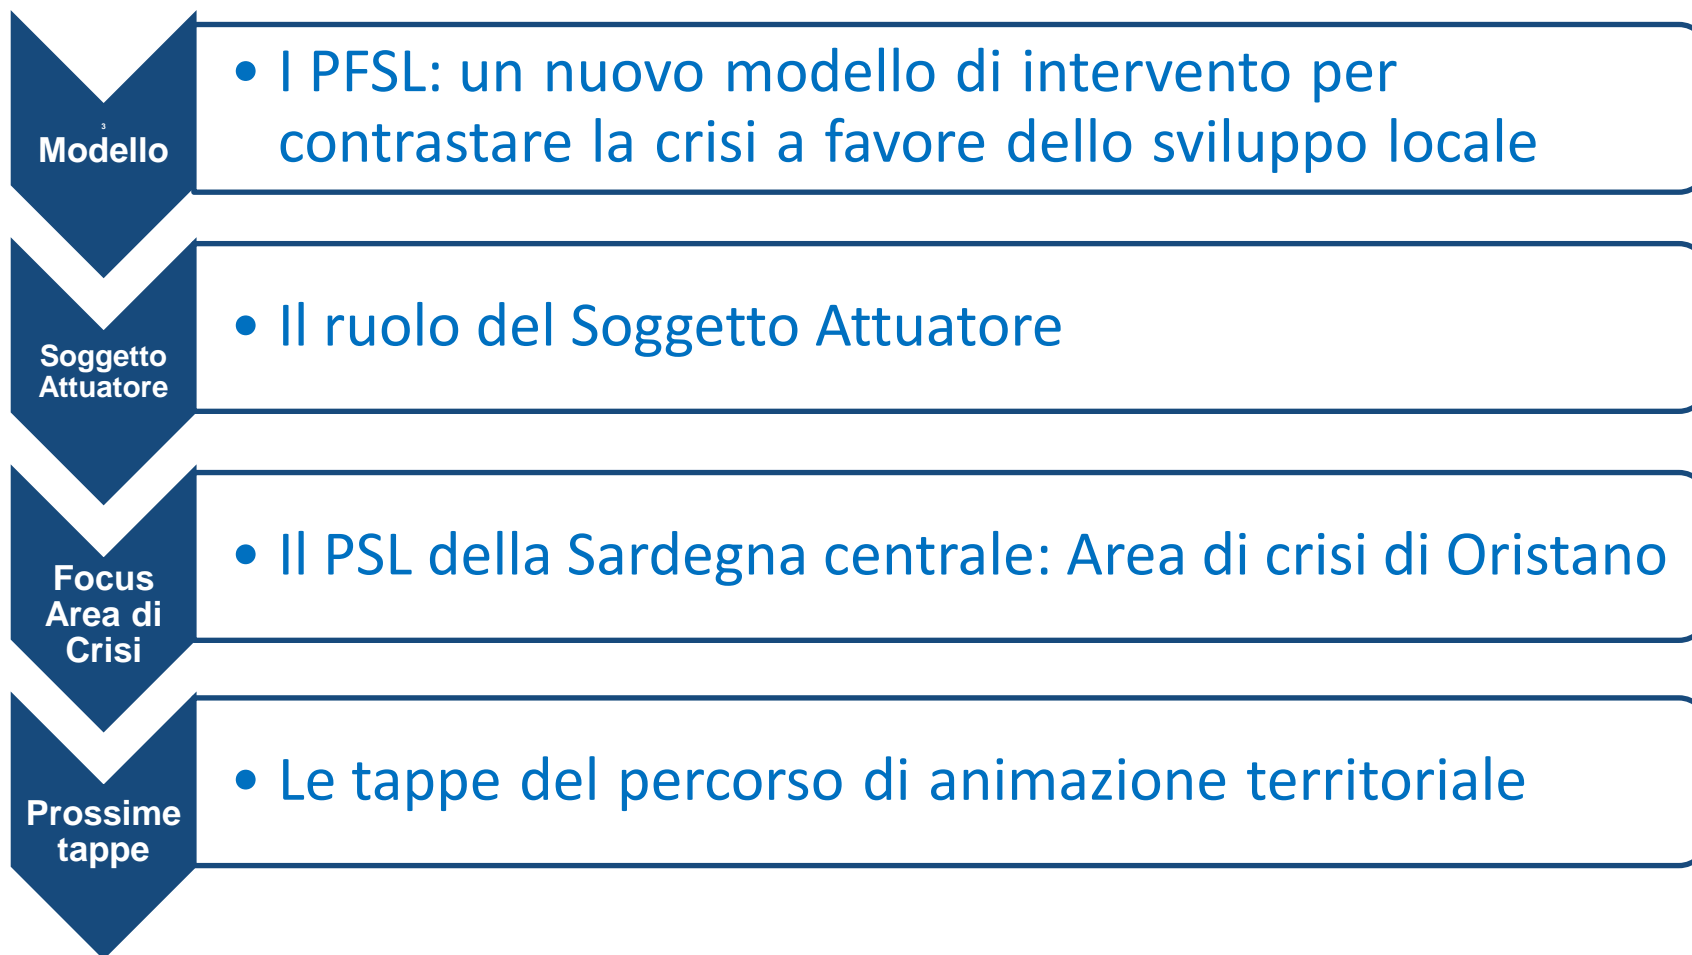 3
Modello
• I PFSL: un nuovo modello di intervento per
contrastare la crisi a favore dello sviluppo locale
Soggetto
Attuatore
• Il ruolo del Soggetto Attuatore
Focus
Area di
Crisi
• Il PSL della Sardegna centrale: Area di crisi di Oristano
Prossime
tappe
• Le tappe del percorso di animazione territoriale